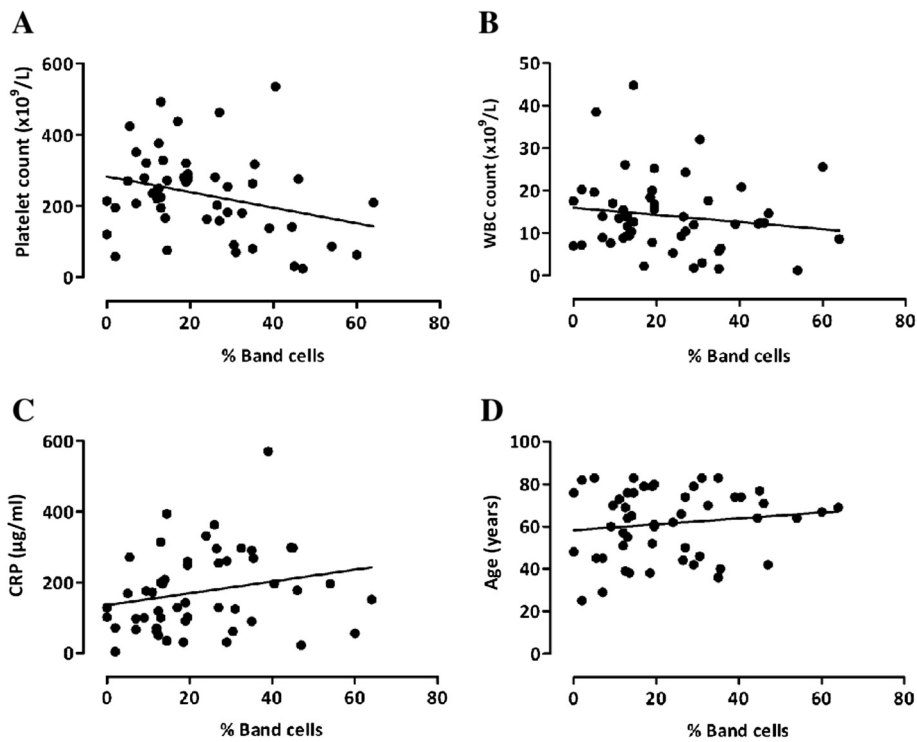 A
Platelet count (x10⁹/L)
600
400
200
0
0 20 40 60 80
% Band cells
B
WBC count (x10⁹/L)
50
40
30
20
10
0
0 20 40 60 80
% Band cells
C
CRP (µg/ml)
600
400
200
0
0 20 40 60 80
% Band cells
D
Age (years)
100
80
60
40
20
0
0 20 40 60 80
% Band cells